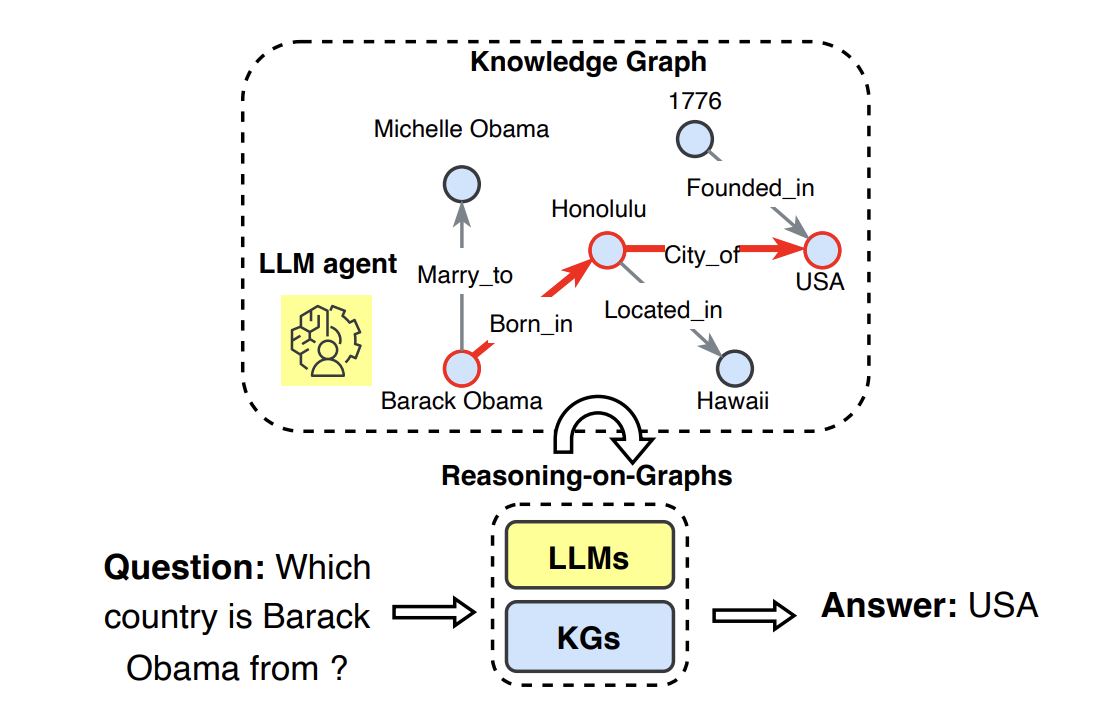 Knowledge Graph
1776
Michelle Obama
Founded_in
Honolulu
City_of
LLM agent
Marry_to
USA
Located_in
Born_in
Barack Obama
Hawaii
Reasoning-on-Graphs
LLMs
Question: Which
country is Barack
Obama from ?
KGs
Answer: USA